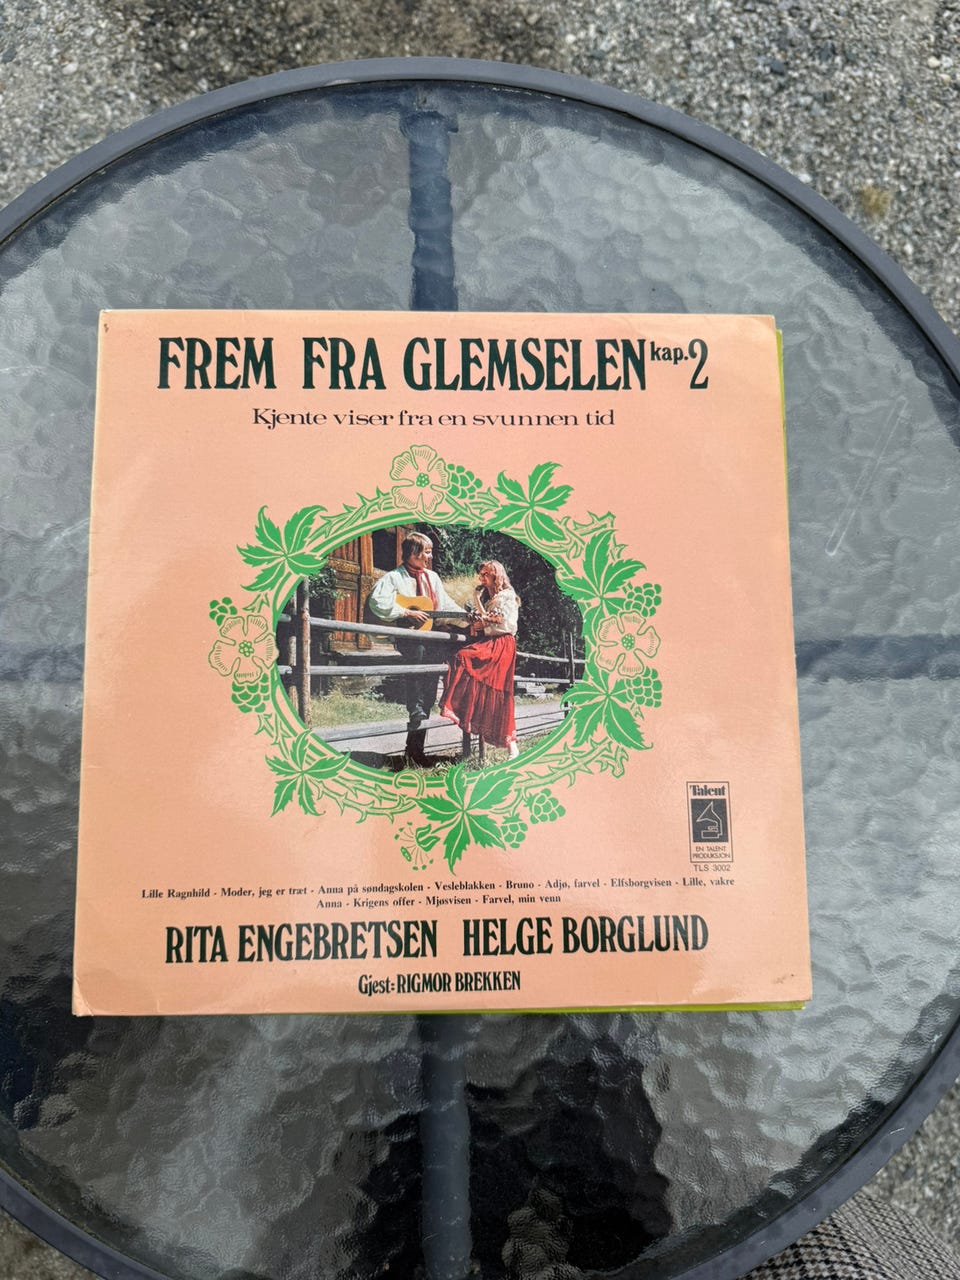 FREM FRA GLEMSELEN kap. 2
Kjente viser fra en svunnen tid
Talent
EN TALENT
PRODUKSJON
TLS 3002
Lille Ragnhild - Moder, jeg er træt - Anna på søndagskolen - Vesleblakken - Bruno - Adjø, farvel - Elfsborgvisen - Lille, vakre
Anna - Krigens offer - Mjøsvisen - Farvel, min venn
RITA ENGEBRETSEN HELGE BORGLUND
Gjest: RIGMOR BREKKEN